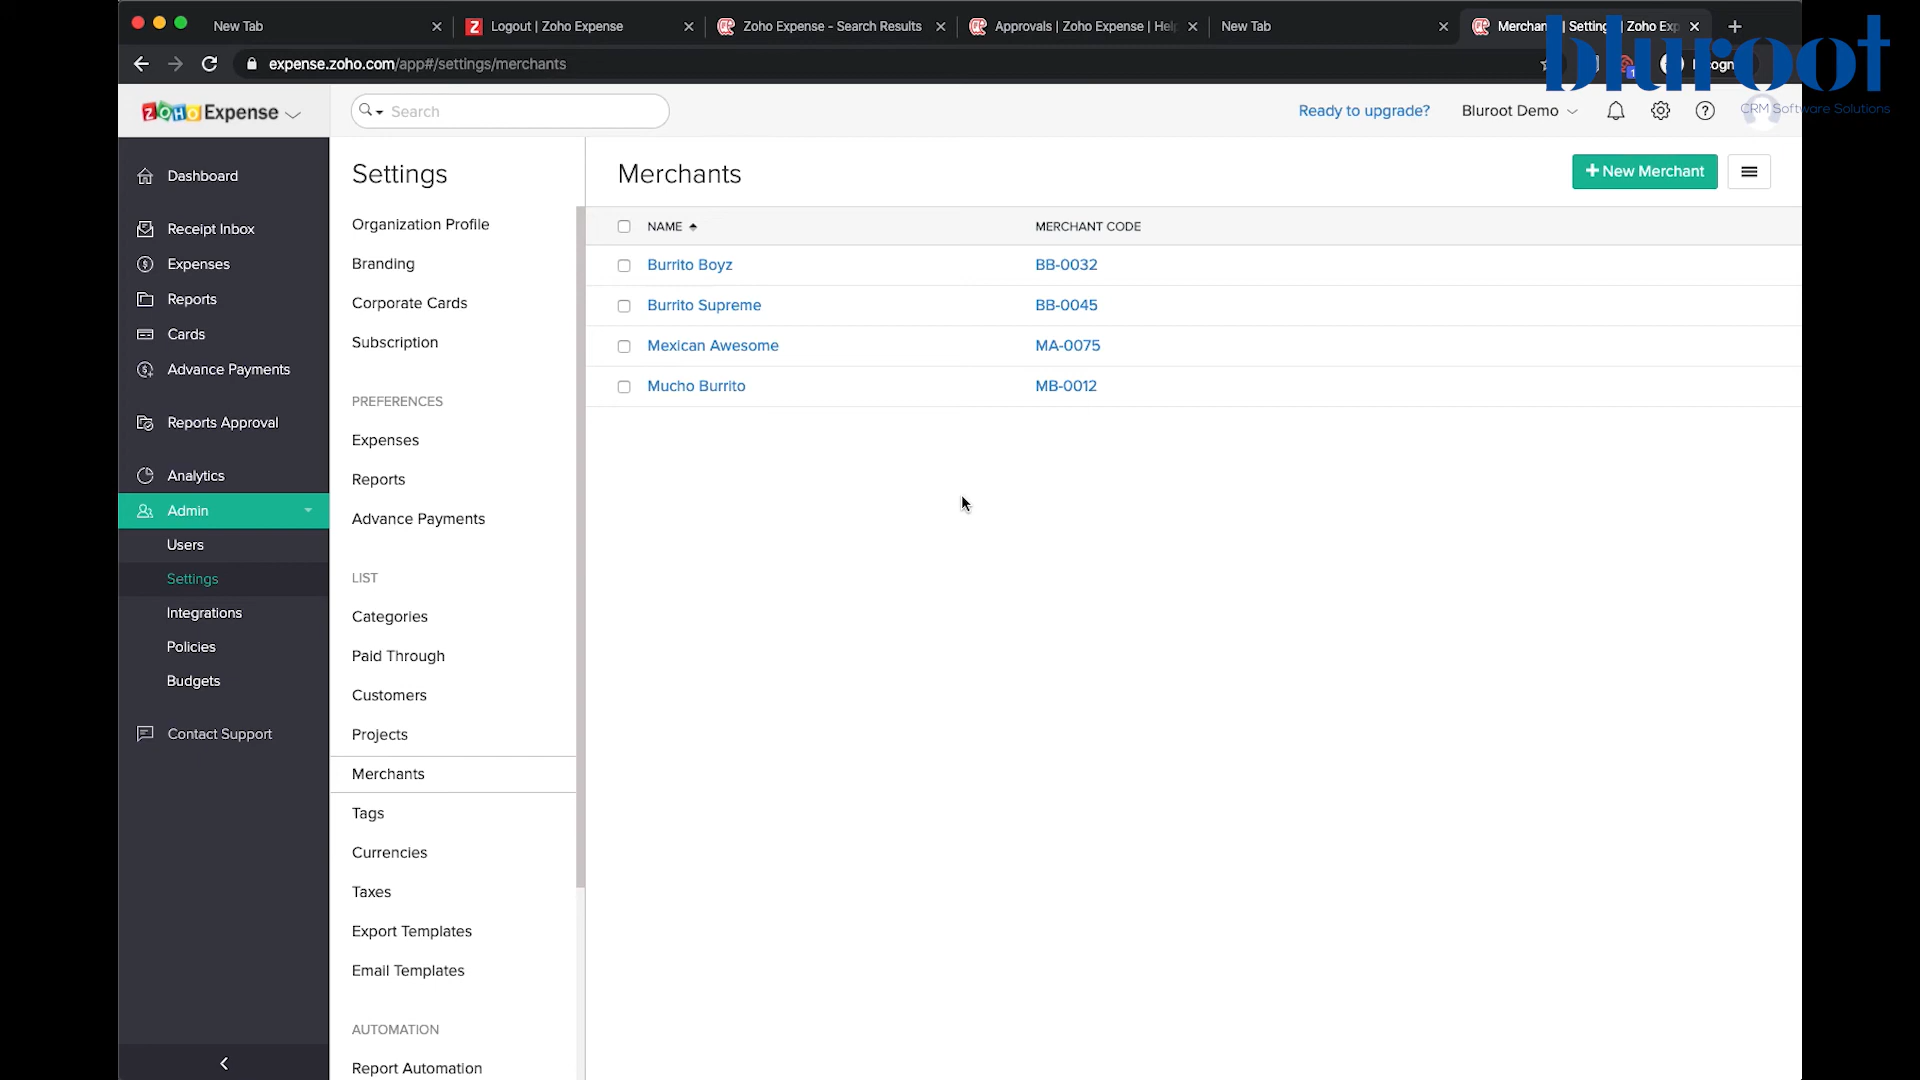 New Tab
Logout | Zoho Expense
Zoho Expense - Search Results
Approvals | Zoho Expense | Hel
New Tab
bluroot
CRM Software Solutions
expense.zoho.com/app#/settings/merchants
ZOHO Expense
Search
Ready to upgrade?
Bluroot Demo
Dashboard
Receipt Inbox
Expenses
Reports
Cards
Advance Payments
Reports Approval
Analytics
Admin
Users
Settings
Integrations
Policies
Budgets
Contact Support
Settings
Organization Profile
Branding
Corporate Cards
Subscription
PREFERENCES
Expenses
Reports
Advance Payments
LIST
Categories
Paid Through
Customers
Projects
Merchants
Tags
Currencies
Taxes
Export Templates
Email Templates
AUTOMATION
Report Automation
Merchants
+ New Merchant
NAME MERCHANT CODE
Burrito Boyz BB-0032
Burrito Supreme BB-0045
Mexican Awesome MA-0075
Mucho Burrito MB-0012